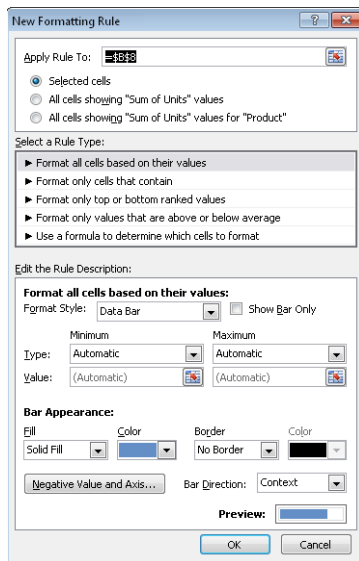 New Formatting Rule
Apply Rule To: =$B$8
Selected cells
All cells showing "Sum of Units" values
All cells showing "Sum of Units" values for "Product"
Select a Rule Type:
► Format all cells based on their values
► Format only cells that contain
► Format only top or bottom ranked values
► Format only values that are above or below average
► Use a formula to determine which cells to format
Edit the Rule Description:
Format all cells based on their values:
Format Style: Data Bar Show Bar Only
Minimum Maximum
Type: Automatic Automatic
Value: (Automatic) (Automatic)
Bar Appearance:
Fill Color Border Color
Solid Fill No Border
Negative Value and Axis... Bar Direction: Context
Preview:
OK Cancel